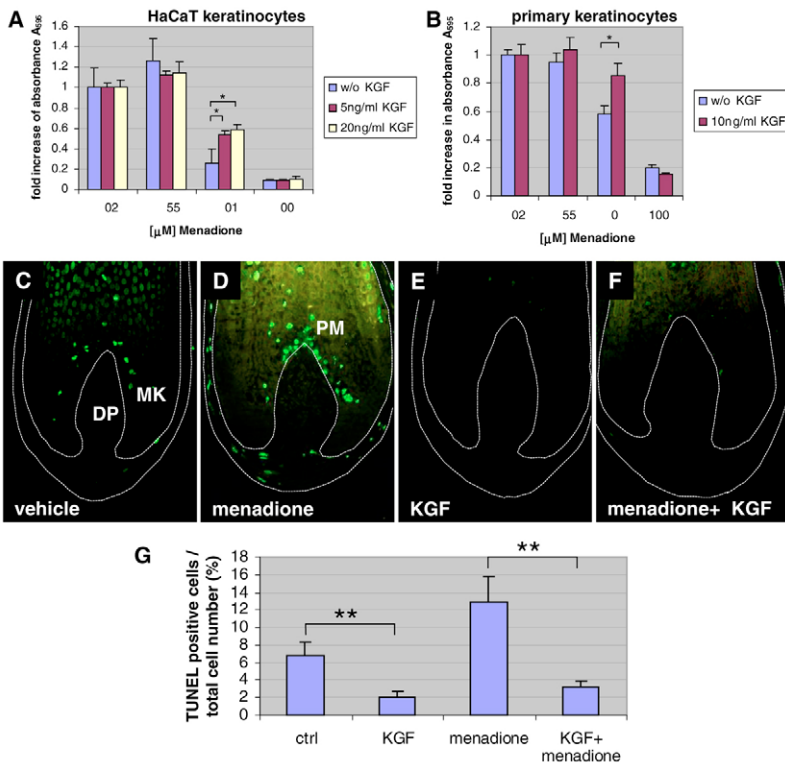 A
HaCaT keratinocytes
fold increase of absorbance A595
1.6
1.4
1.2
1
0.8
0.6
0.4
0.2
0
*
*
02
55
01
00
[µM] Menadione
w/o KGF
5ng/ml KGF
20ng/ml KGF
B
primary keratinocytes
fold increase in absorbance A595
1.2
1
0.8
0.6
0.4
0.2
0
*
02
55
0
100
[µM] Menadione
w/o KGF
10ng/ml KGF
C
DP
MK
vehicle
D
PM
menadione
E
KGF
F
menadione+ KGF
G
TUNEL positive cells /
total cell number (%)
18
16
14
12
10
8
6
4
2
0
**
**
ctrl
KGF
menadione
KGF+
menadione